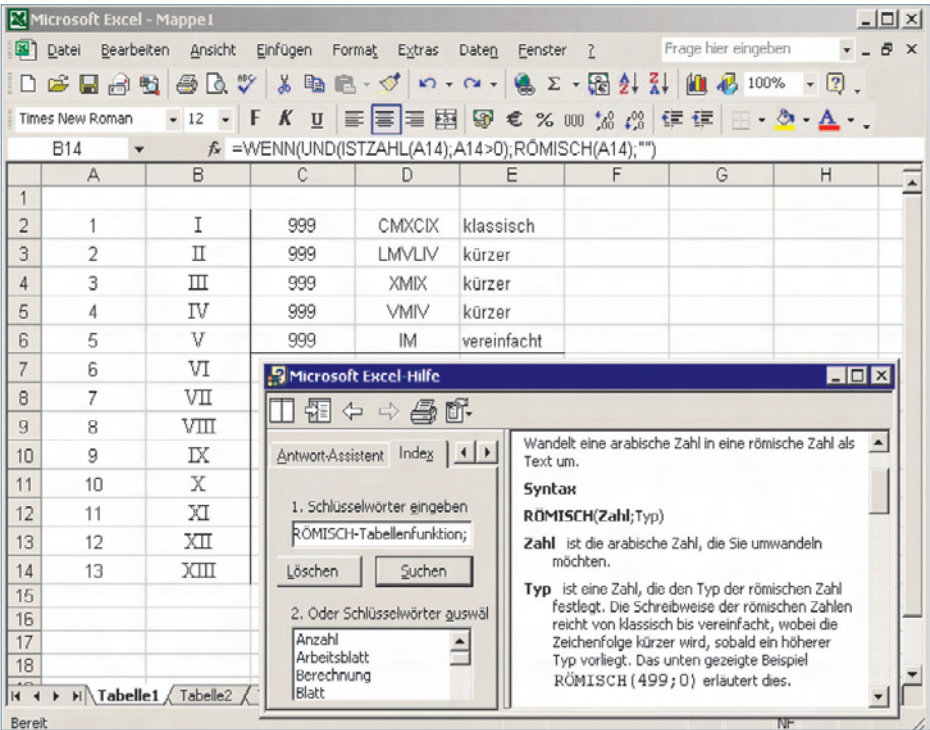 Microsoft Excel - Mappe1
Datei Bearbeiten Ansicht Einfügen Format Extras Daten Fenster ? Frage hier eingeben
100%
Times New Roman 12 F K U € % 000
B14 fx =WENN(UND(ISTZAHL(A14);A14>0);RÖMISCH(A14);"")
A B C D E F G H
1
2 1 I 999 CMXCIX klassisch
3 2 II 999 LMVLIV kürzer
4 3 III 999 XMIX kürzer
5 4 IV 999 VMIV kürzer
6 5 V 999 IM vereinfacht
7 6 VI
8 7 VII
9 8 VIII
10 9 IX
11 10 X
12 11 XI
13 12 XII
14 13 XIII
15
16
17
18
Tabelle1 Tabelle2
Bereit NF
Microsoft Excel-Hilfe
Antwort-Assistent Index
1. Schlüsselwörter eingeben
RÖMISCH-Tabellenfunktion;
Löschen Suchen
2. Oder Schlüsselwörter auswäl
Anzahl
Arbeitsblatt
Berechnung
Blatt
Wandelt eine arabische Zahl in eine römische Zahl als
Text um.
Syntax
RÖMISCH(Zahl;Typ)
Zahl ist die arabische Zahl, die Sie umwandeln
möchten.
Typ ist eine Zahl, die den Typ der römischen Zahl
festlegt. Die Schreibweise der römischen Zahlen
reicht von klassisch bis vereinfacht, wobei die
Zeichenfolge kürzer wird, sobald ein höherer
Typ vorliegt. Das unten gezeigte Beispiel
RÖMISCH(499;0) erläutert dies.